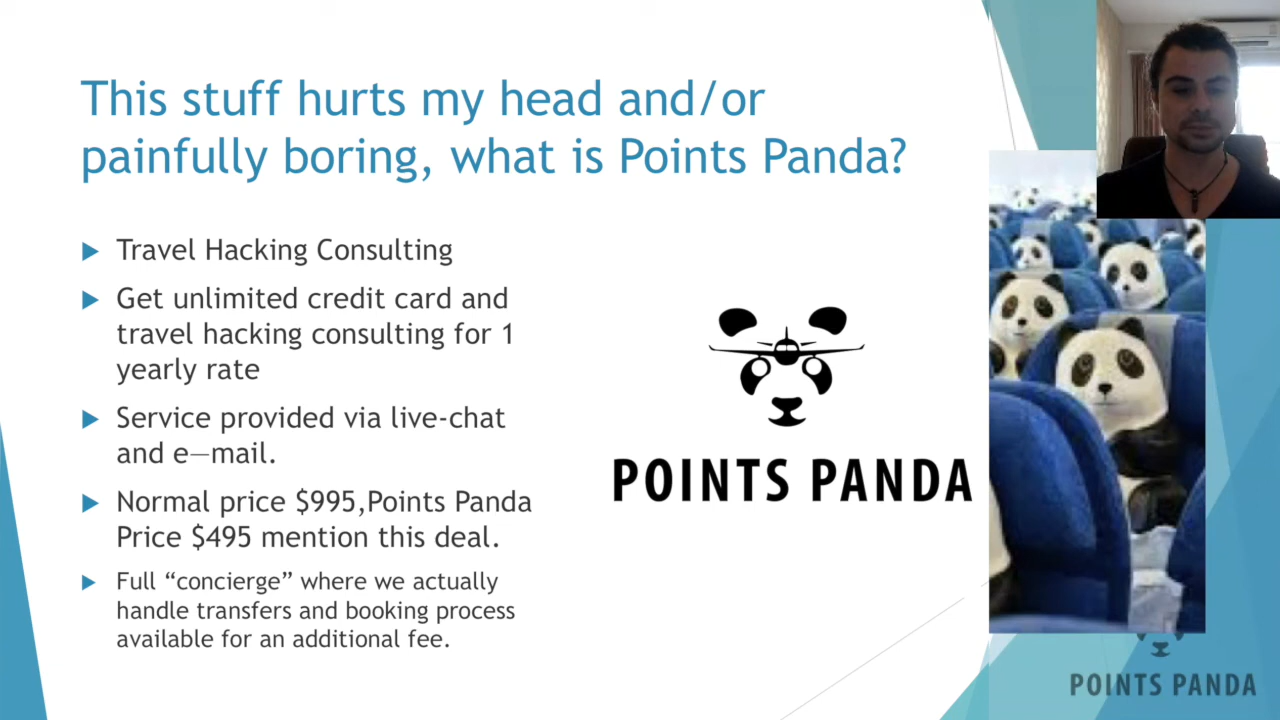 This stuff hurts my head and/or
painfully boring, what is Points Panda?
Travel Hacking Consulting
Get unlimited credit card and
travel hacking consulting for 1
yearly rate
Service provided via live-chat
and e—mail.
Normal price $995,Points Panda
Price $495 mention this deal.
Full “concierge” where we actually
handle transfers and booking process
available for an additional fee.
POINTS PANDA
POINTS PANDA